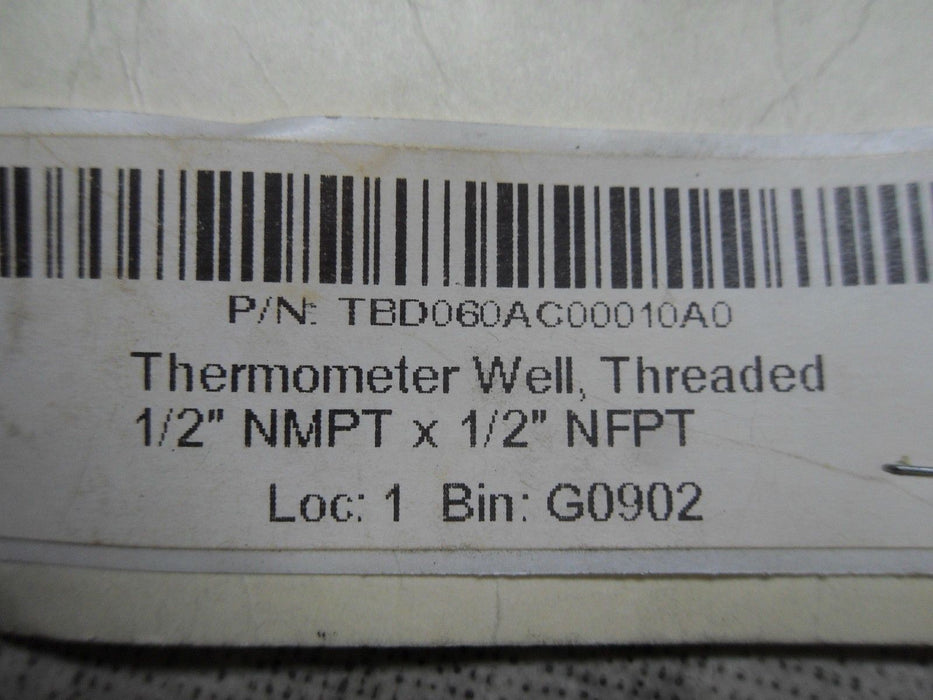 P/N: TBD060AC00010A0
Thermometer Well, Threaded
1/2" NMPT x 1/2" NFPT
Loc: 1 Bin: G0902